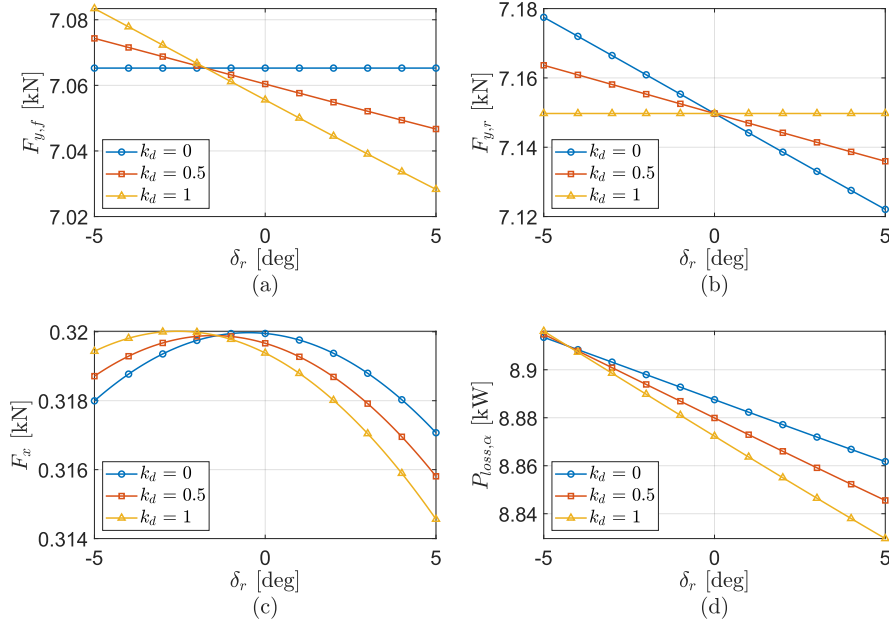 7.08
7.06
7.04
7.02
F_{y,f} [kN]
k_d = 0
k_d = 0.5
k_d = 1
-5 0 5
δ_r [deg]
(a)
7.18
7.16
7.14
7.12
F_{y,r} [kN]
k_d = 0
k_d = 0.5
k_d = 1
-5 0 5
δ_r [deg]
(b)
0.32
0.318
0.316
0.314
F_x [kN]
k_d = 0
k_d = 0.5
k_d = 1
-5 0 5
δ_r [deg]
(c)
8.9
8.88
8.86
8.84
P_{loss,α} [kW]
k_d = 0
k_d = 0.5
k_d = 1
-5 0 5
δ_r [deg]
(d)